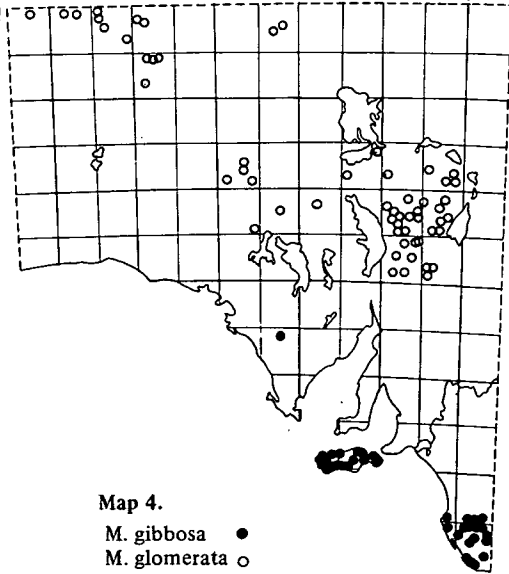 Map 4.
M. gibbosa ●
M. glomerata ○